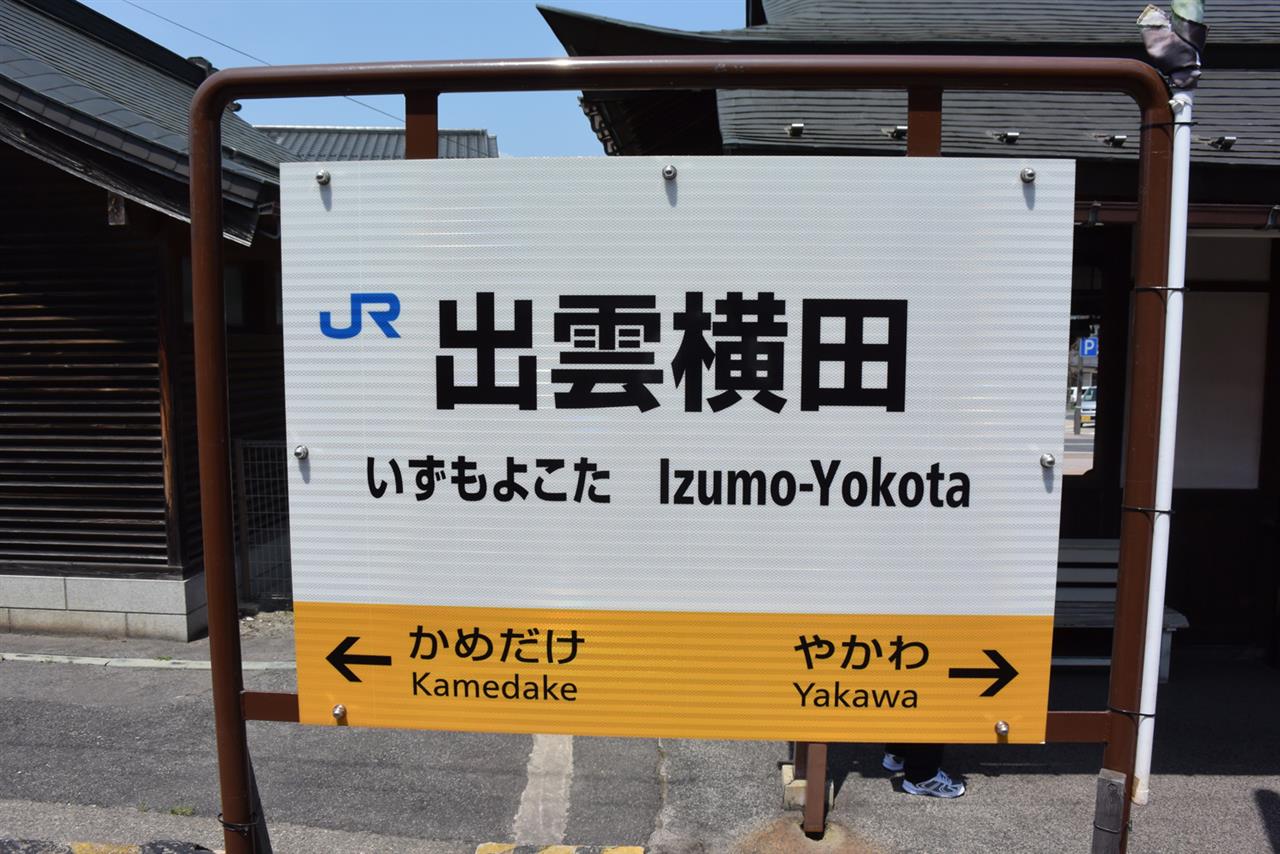 JR 出雲横田
いずもよこた Izumo-Yokota
← かめだけ やかわ →
Kamedake Yakawa
P